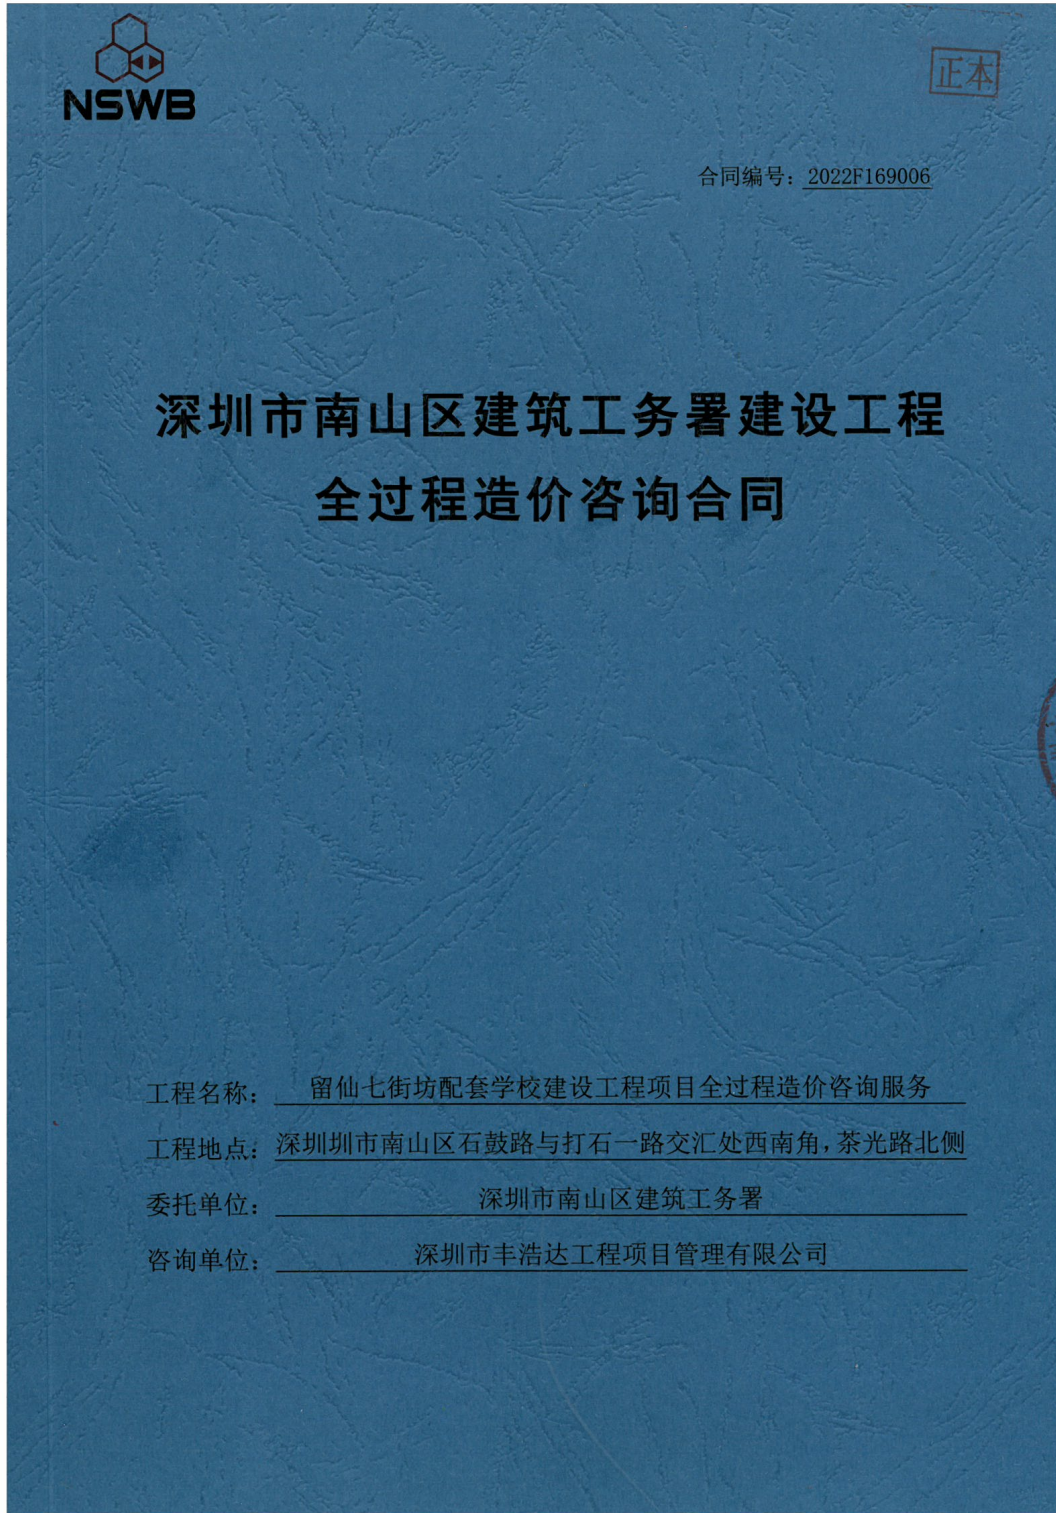 NSWB
正本
合同编号：2022F169006
深圳市南山区建筑工务署建设工程
全过程造价咨询合同
工程名称：留仙七街坊配套学校建设工程项目全过程造价咨询服务
工程地点：深圳圳市南山区石鼓路与打石一路交汇处西南角，茶光路北侧
委托单位：深圳市南山区建筑工务署
咨询单位：深圳市丰浩达工程项目管理有限公司